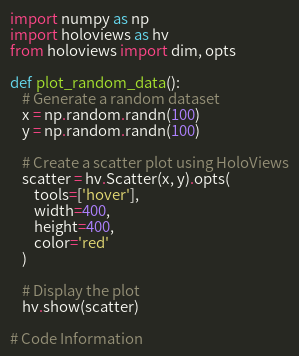 import numpy as np
import holoviews as hv
from holoviews import dim, opts

def plot_random_data():
    # Generate a random dataset
    x = np.random.randn(100)
    y = np.random.randn(100)

    # Create a scatter plot using HoloViews
    scatter = hv.Scatter(x, y).opts(
        tools=['hover'],
        width=400,
        height=400,
        color='red'
    )

    # Display the plot
    hv.show(scatter)

# Code Information